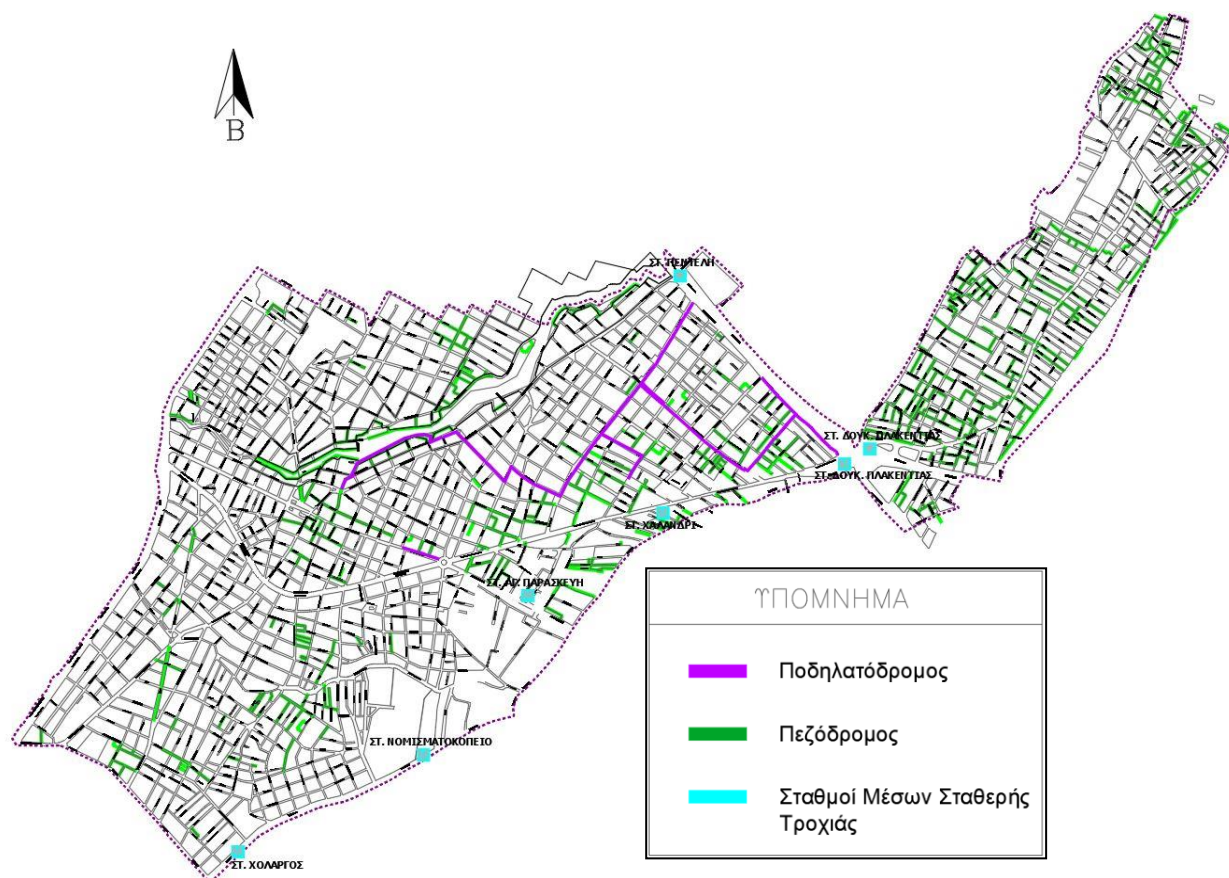 Β
ΣΤ. ΠΕΝΤΕΛΗ
ΣΤ. ΔΟΥΚ. ΠΛΑΚΕΝΤΙΑΣ
ΣΤ. ΔΟΥΚ. ΠΛΑΚΕΝΤΙΑΣ
ΣΤ. ΧΑΛΑΝΔΡΙ
ΣΤ. ΑΓ. ΠΑΡΑΣΚΕΥΗ
ΣΤ. ΝΟΜΙΣΜΑΤΟΚΟΠΕΙΟ
ΣΤ. ΧΟΛΑΡΓΟΣ
ΥΠΟΜΝΗΜΑ
Ποδηλατόδρομος
Πεζόδρομος
Σταθμοί Μέσων Σταθερής
Τροχιάς